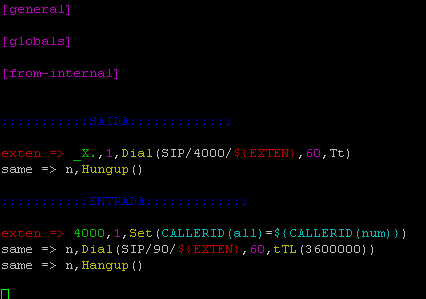 [general]
[globals]
[from-internal]
;;;;;;;;;;;SAIDA;;;;;;;;;;;;;
exten => _X.,1,Dial(SIP/4000/${EXTEN},60,Tt)
same => n,Hungup()
;;;;;;;;;;;ENTRADA;;;;;;;;;;;;;
exten => 4000,1,Set(CALLERID(all)=${CALLERID(num)})
same => n,Dial(SIP/90/${EXTEN},60,tTL(3600000))
same => n,Hangup()